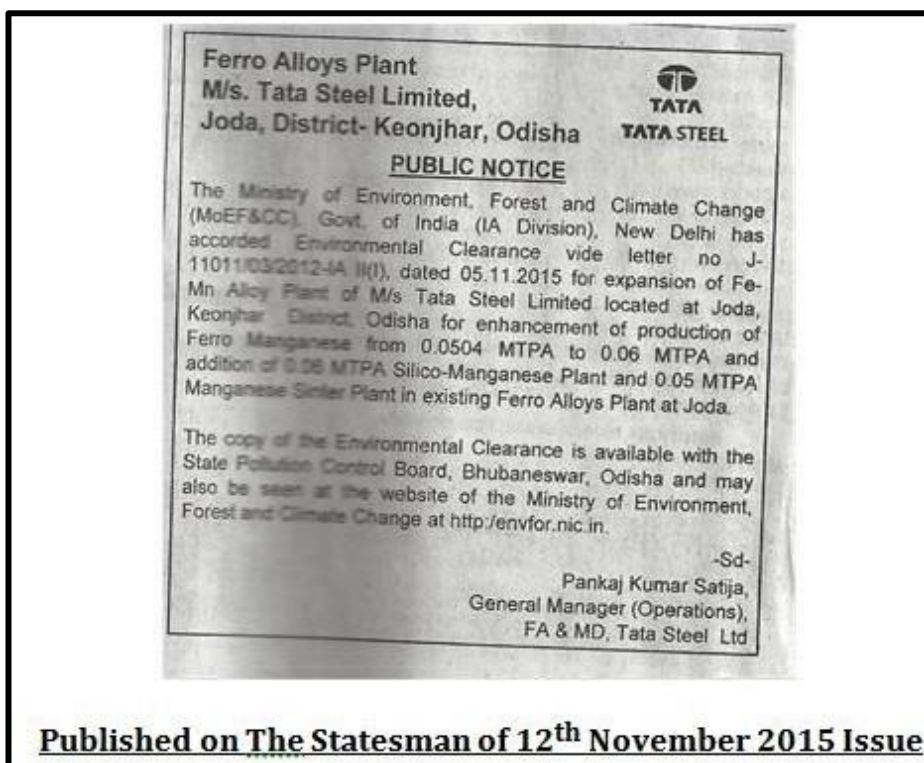 Ferro Alloys Plant
M/s. Tata Steel Limited,
Joda, District- Keonjhar, Odisha
TATA
TATA STEEL
PUBLIC NOTICE
The Ministry of Environment, Forest and Climate Change
(MoEF&CC), Govt. of India (IA Division), New Delhi has
accorded Environmental Clearance vide letter no J-
11011/03/2012-IA II(I), dated 05.11.2015 for expansion of Fe-
Mn Alloy Plant of M/s Tata Steel Limited located at Joda,
Keonjhar District, Odisha for enhancement of production of
Ferro Manganese from 0.0504 MTPA to 0.06 MTPA and
addition of 0.06 MTPA Silico-Manganese Plant and 0.05 MTPA
Manganese Sinter Plant in existing Ferro Alloys Plant at Joda.
The copy of the Environmental Clearance is available with the
State Pollution Control Board, Bhubaneswar, Odisha and may
also be seen at the website of the Ministry of Environment,
Forest and Climate Change at http:/envfor.nic.in.
-Sd-
Pankaj Kumar Satija,
General Manager (Operations),
FA & MD, Tata Steel Ltd
Published on The Statesman of 12th November 2015 Issue